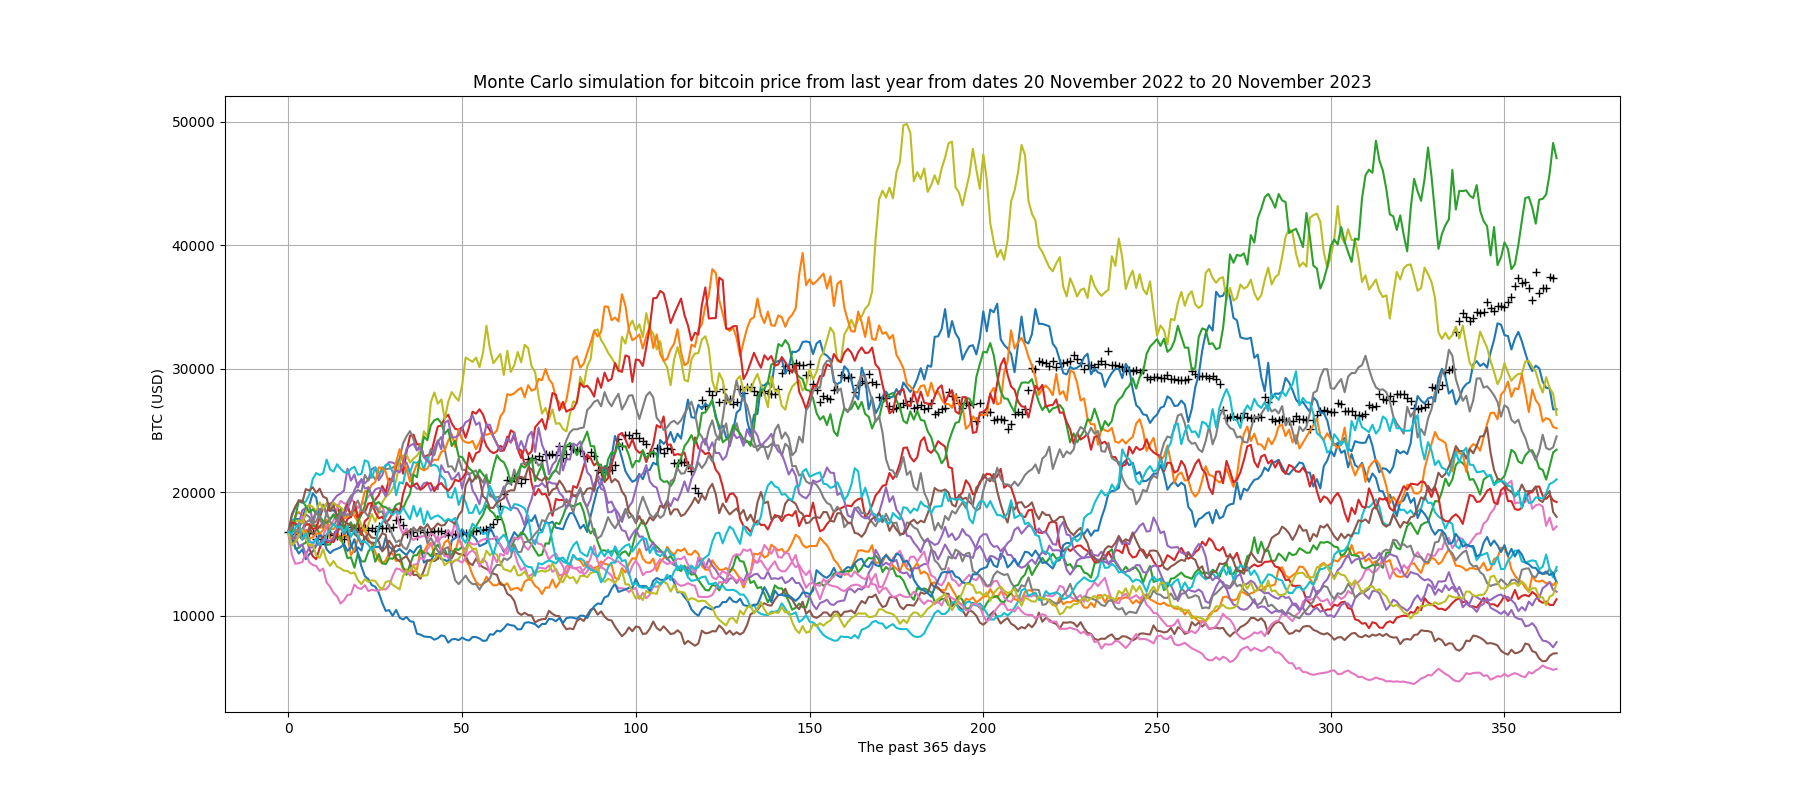 Monte Carlo simulation for bitcoin price from last year from dates 20 November 2022 to 20 November 2023
50000
40000
30000
20000
10000
BTC (USD)
0 50 100 150 200 250 300 350
The past 365 days